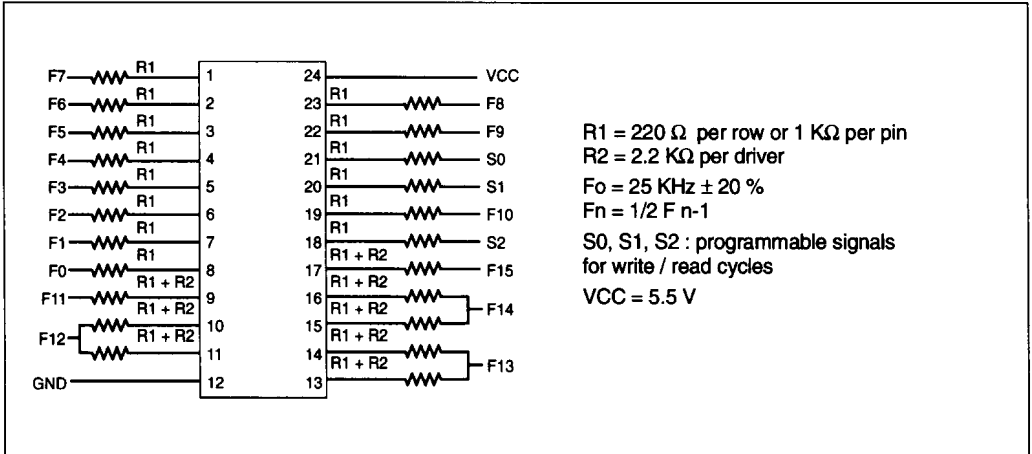 F7 R1 1 24 VCC
F6 R1 2 23 R1 F8
F5 R1 3 22 R1 F9
F4 R1 4 21 R1 S0
F3 R1 5 20 R1 S1
F2 R1 6 19 R1 F10
F1 R1 7 18 R1 S2
F0 R1 8 17 R1 + R2 F15
F11 R1 + R2 9 16 R1 + R2 F14
F12 R1 + R2 10 15 R1 + R2
R1 + R2 11 14 R1 + R2 F13
GND 12 13 R1 + R2
R1 = 220 Ω per row or 1 KΩ per pin
R2 = 2.2 KΩ per driver
Fo = 25 KHz ± 20 %
Fn = 1/2 F n-1
S0, S1, S2 : programmable signals
for write / read cycles
VCC = 5.5 V